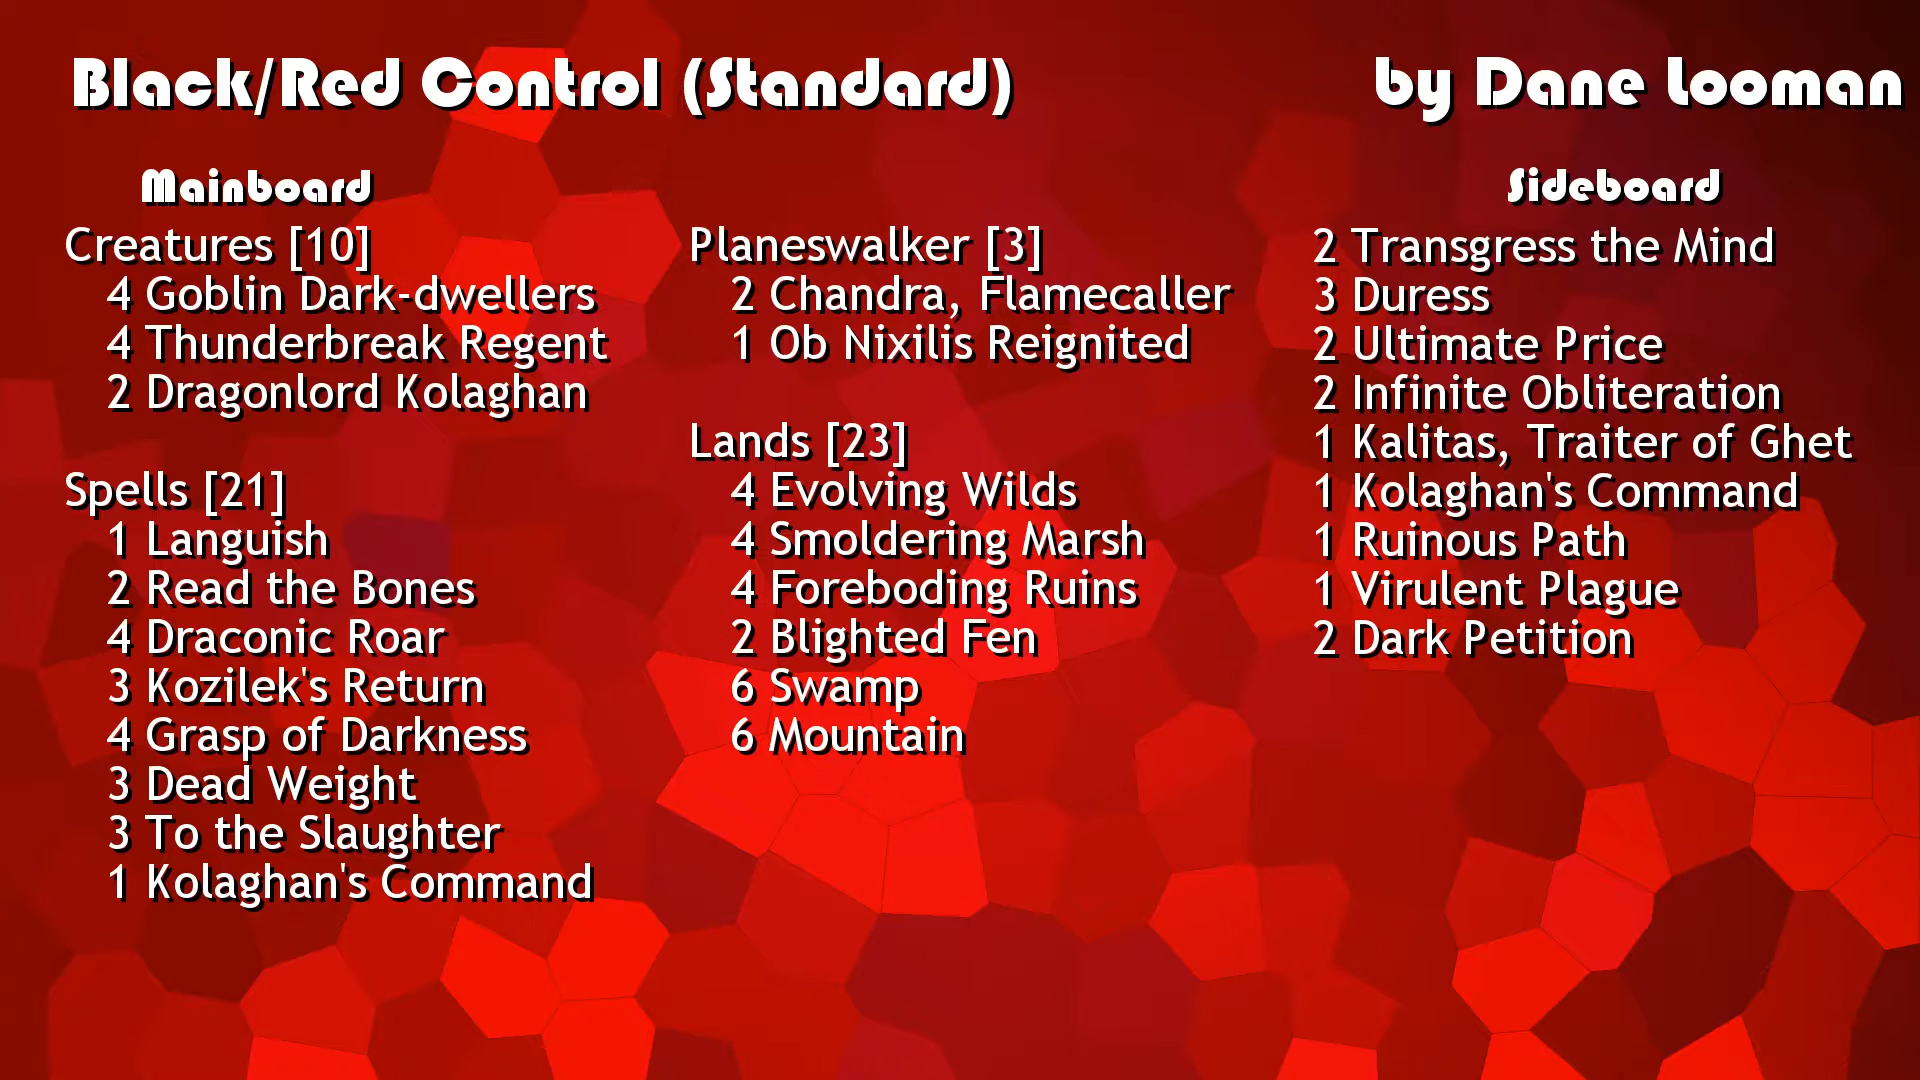 Black/Red Control (Standard)
by Dane Looman
Mainboard
Creatures [10]
4 Goblin Dark-dwellers
4 Thunderbreak Regent
2 Dragonlord Kolaghan
Spells [21]
1 Languish
2 Read the Bones
4 Draconic Roar
3 Kozilek's Return
4 Grasp of Darkness
3 Dead Weight
3 To the Slaughter
1 Kolaghan's Command
Planeswalker [3]
2 Chandra, Flamecaller
1 Ob Nixilis Reignited
Lands [23]
4 Evolving Wilds
4 Smoldering Marsh
4 Foreboding Ruins
2 Blighted Fen
6 Swamp
6 Mountain
Sideboard
2 Transgress the Mind
3 Duress
2 Ultimate Price
2 Infinite Obliteration
1 Kalitas, Traiter of Ghet
1 Kolaghan's Command
1 Ruinous Path
1 Virulent Plague
2 Dark Petition